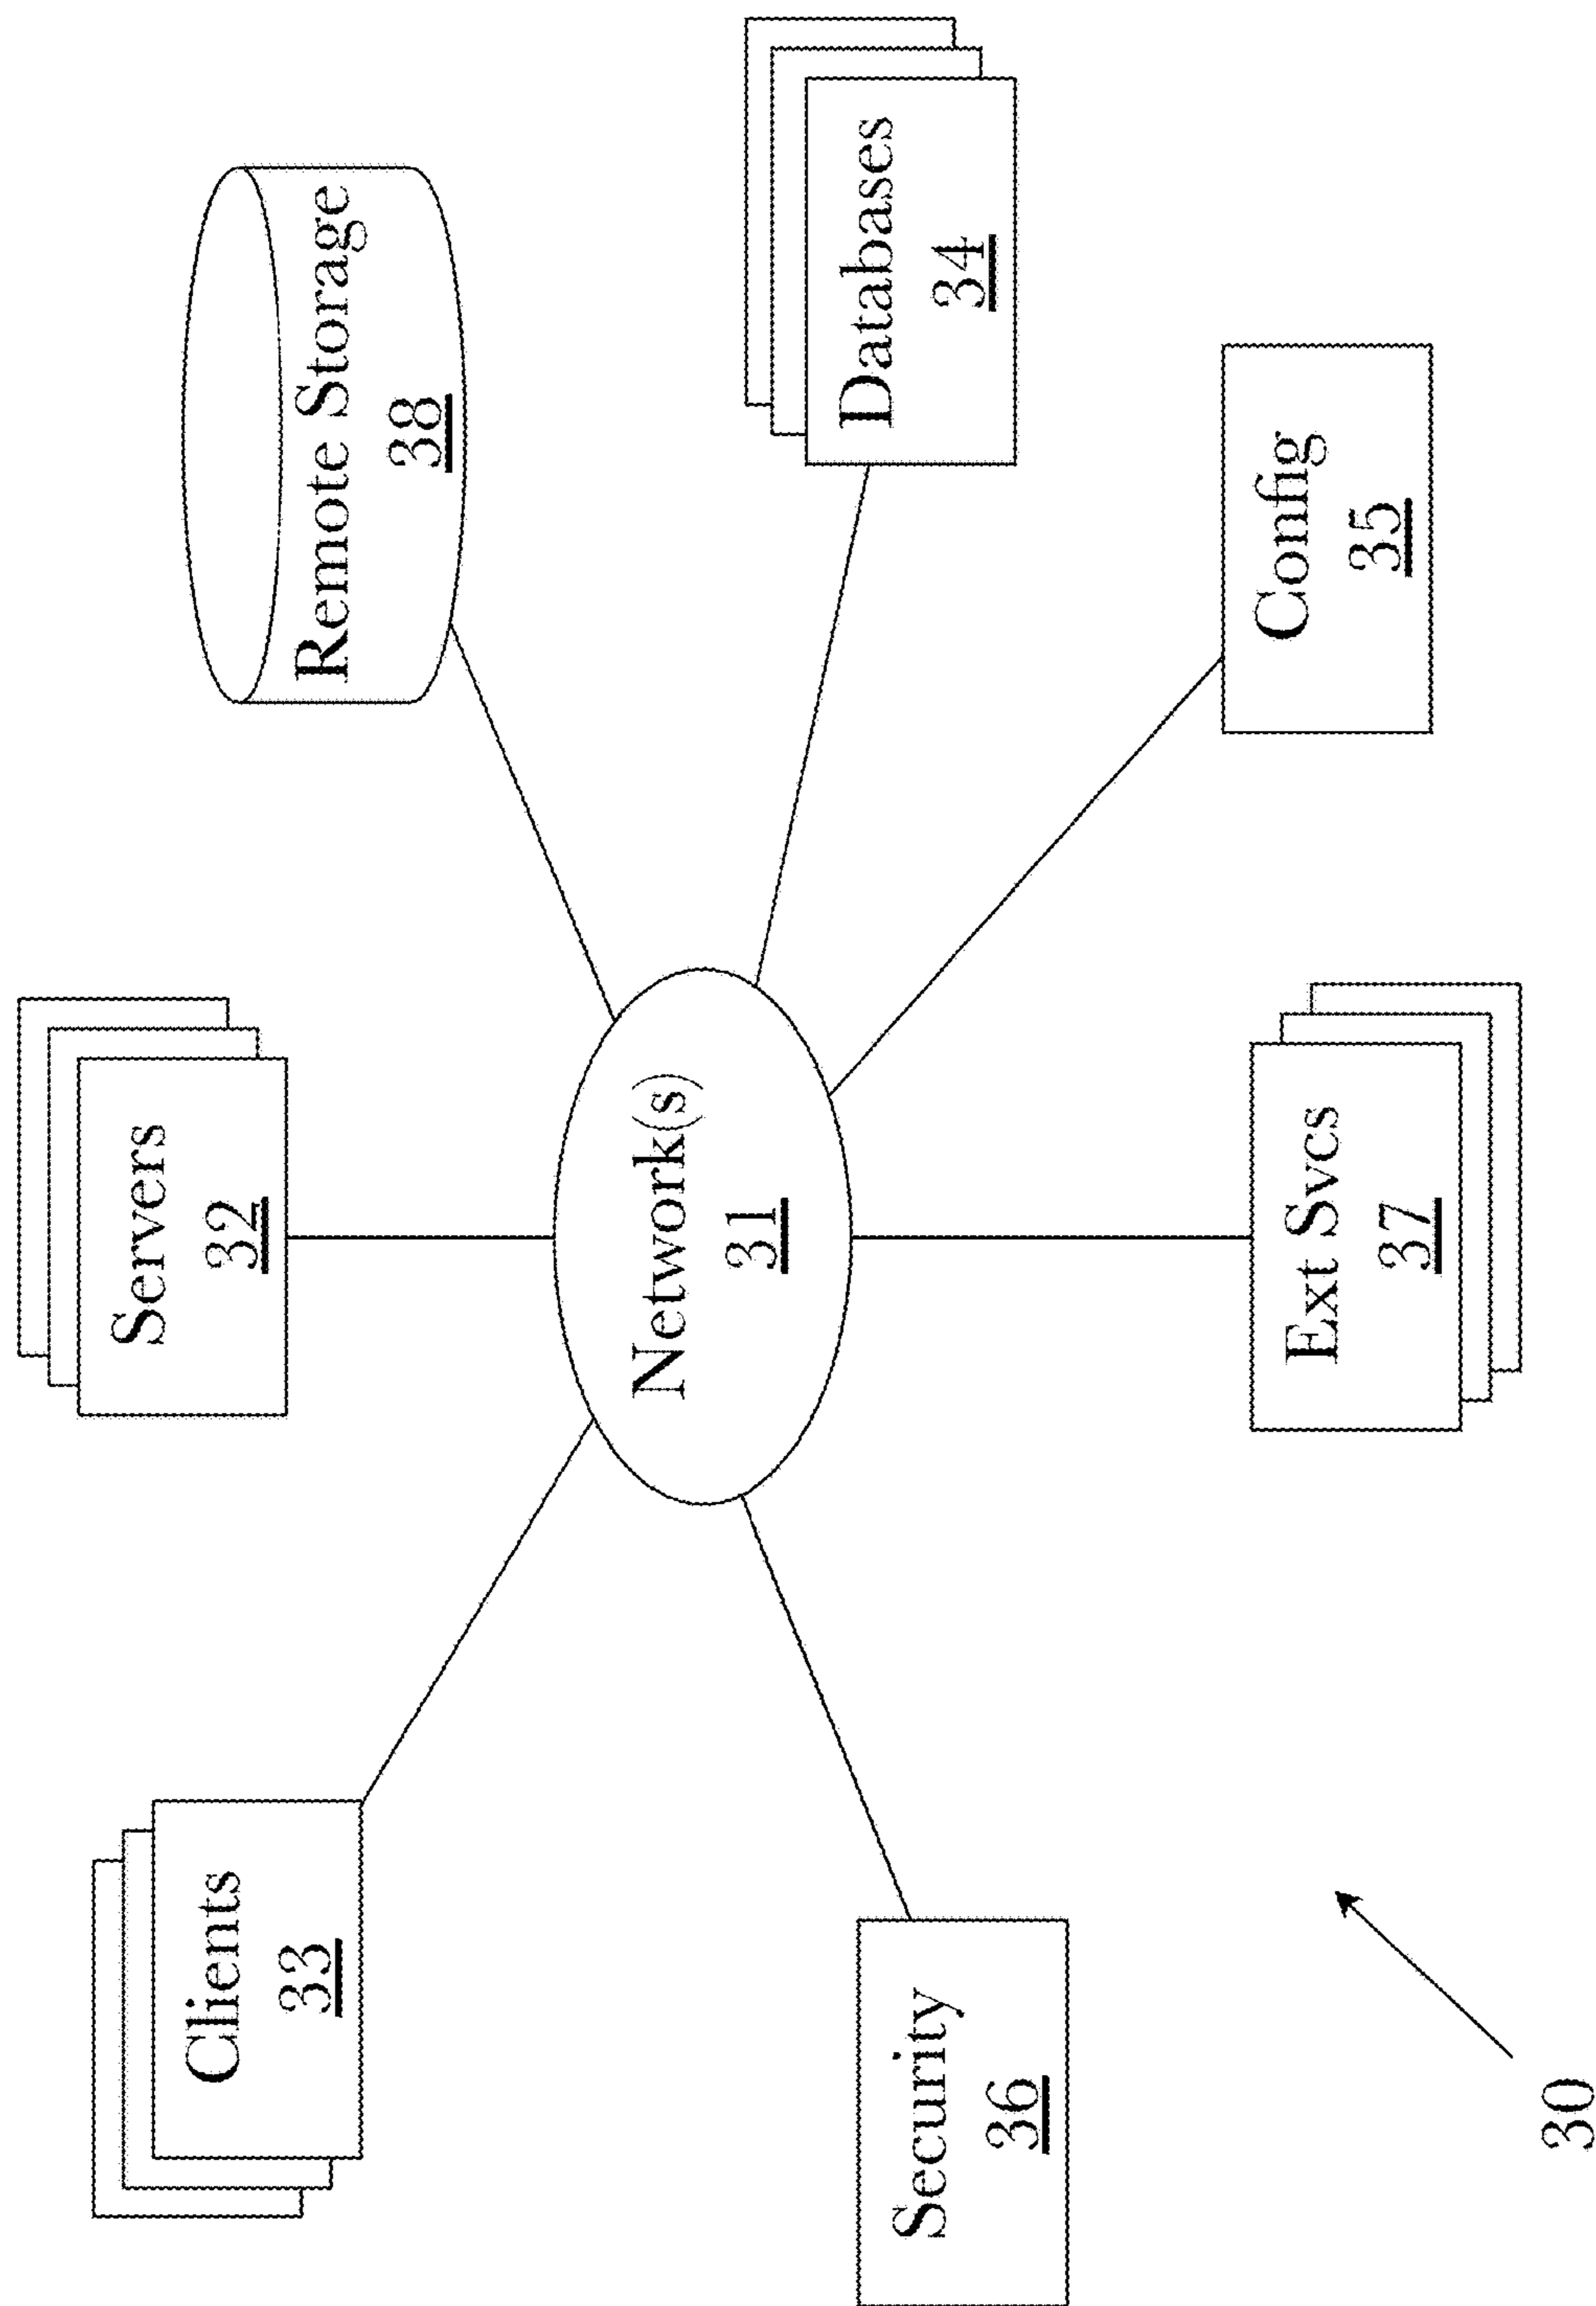 Servers
32
Clients
33
Remote Storage
38
Network(s)
31
Databases
34
Security
36
Ext Svcs
37
Config
35
30